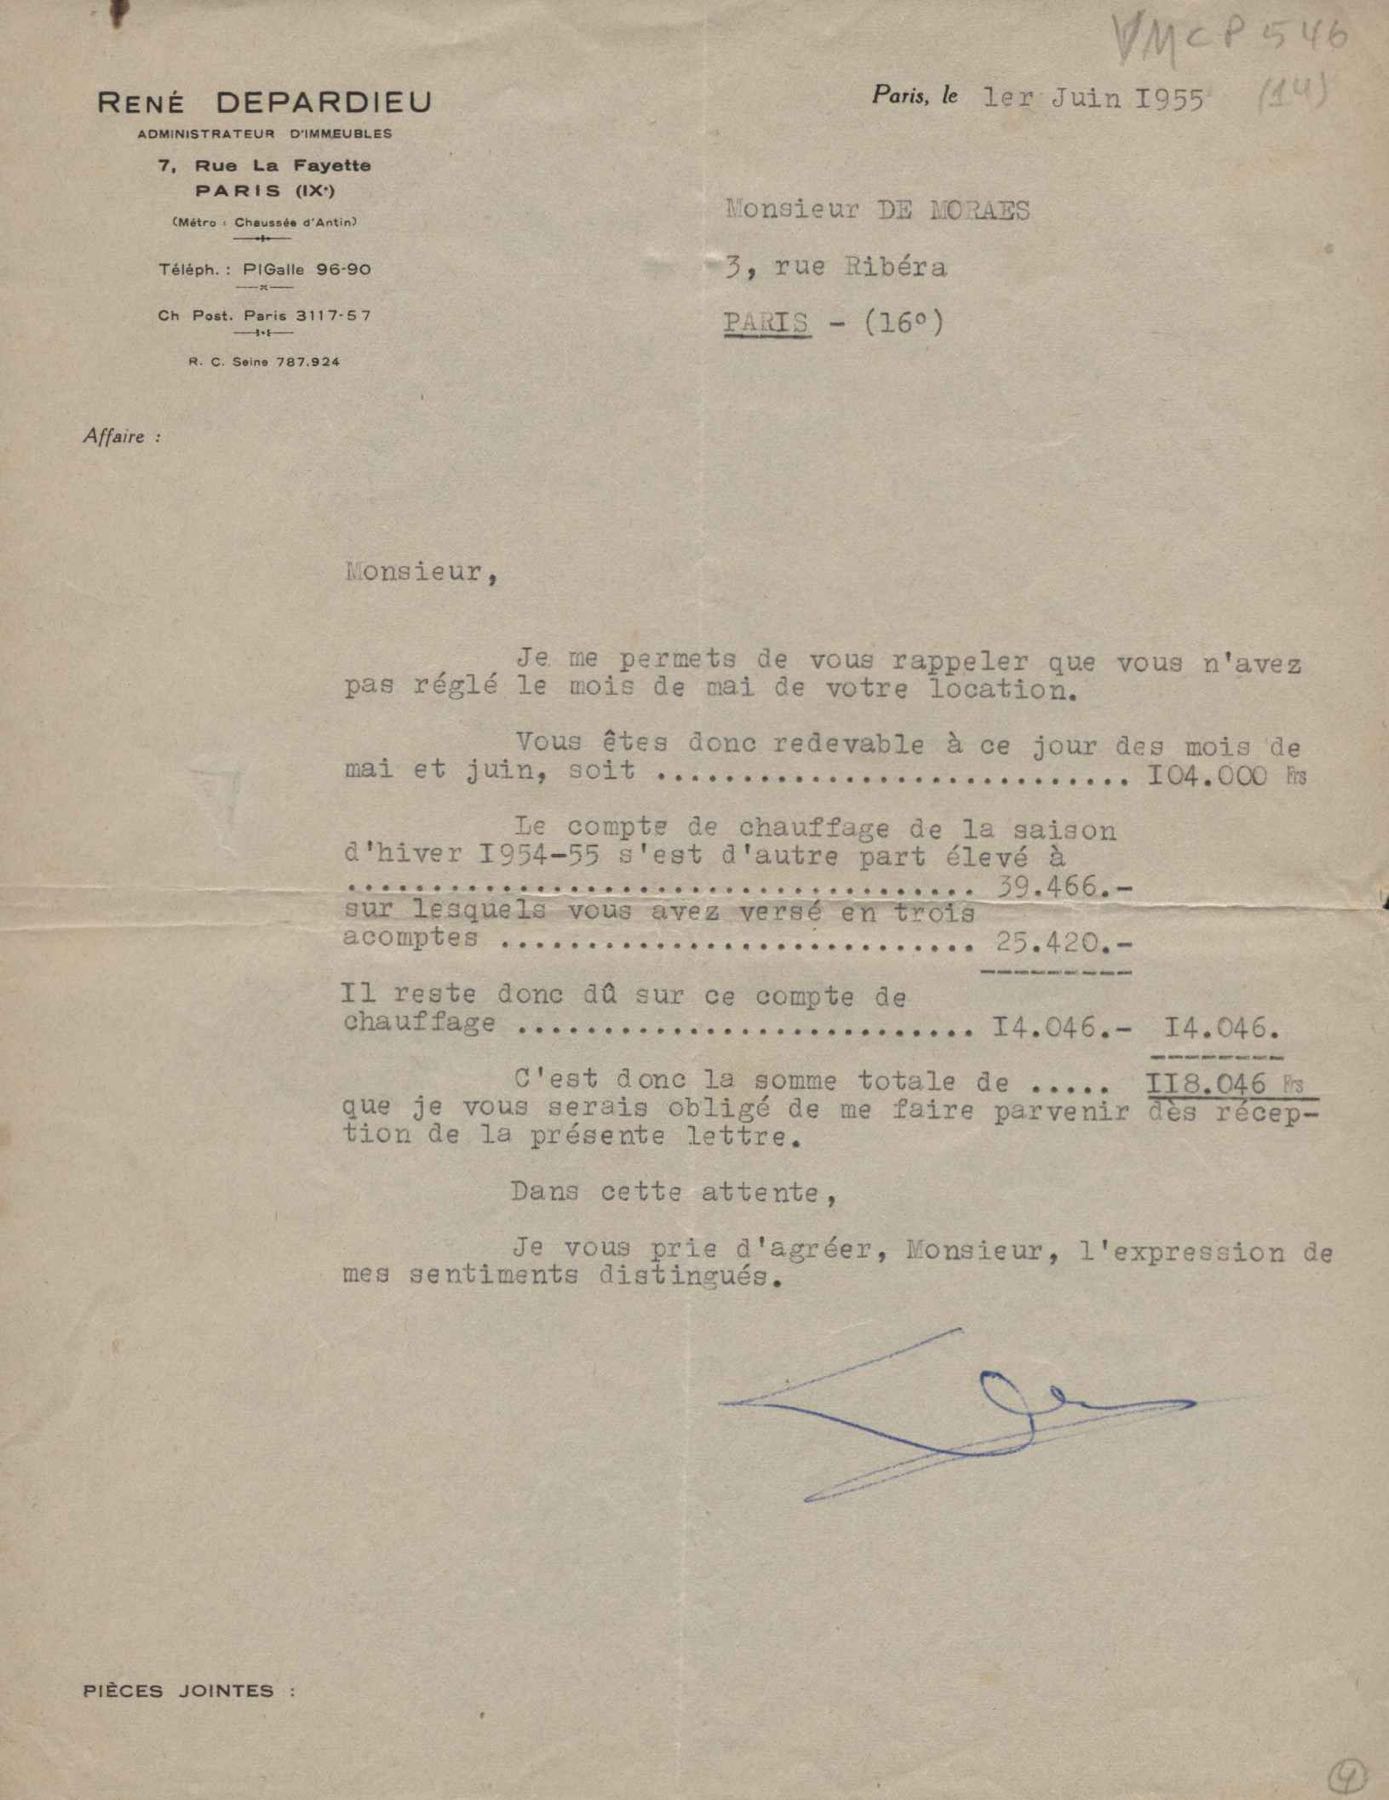 VMCP 546
(14)
RENÉ DEPARDIEU
ADMINISTRATEUR D'IMMEUBLES
7, Rue La Fayette
PARIS (IXe)
(Métro : Chaussée d'Antin)
Téléph. : PIGalle 96-90
Ch Post. Paris 3117-57
R. C. Seine 787.924
Affaire :
Paris, le 1er Juin I955
Monsieur DE MORAES
3, rue Ribéra
PARIS - (16°)
Monsieur,
Je me permets de vous rappeler que vous n'avez
pas réglé le mois de mai de votre location.
Vous êtes donc redevable à ce jour des mois de
mai et juin, soit ............................ I04.000 Frs
Le compte de chauffage de la saison
d'hiver I954-55 s'est d'autre part élevé à
..................................... 39.466.-
sur lesquels vous avez versé en trois
acomptes ............................ 25.420.-
Il reste donc dû sur ce compte de
chauffage ........................... I4.046.- I4.046.
C'est donc la somme totale de ..... II8.046 Frs
que je vous serais obligé de me faire parvenir dès récep-
tion de la présente lettre.
Dans cette attente,
Je vous prie d'agréer, Monsieur, l'expression de
mes sentiments distingués.
PIÈCES JOINTES :
4